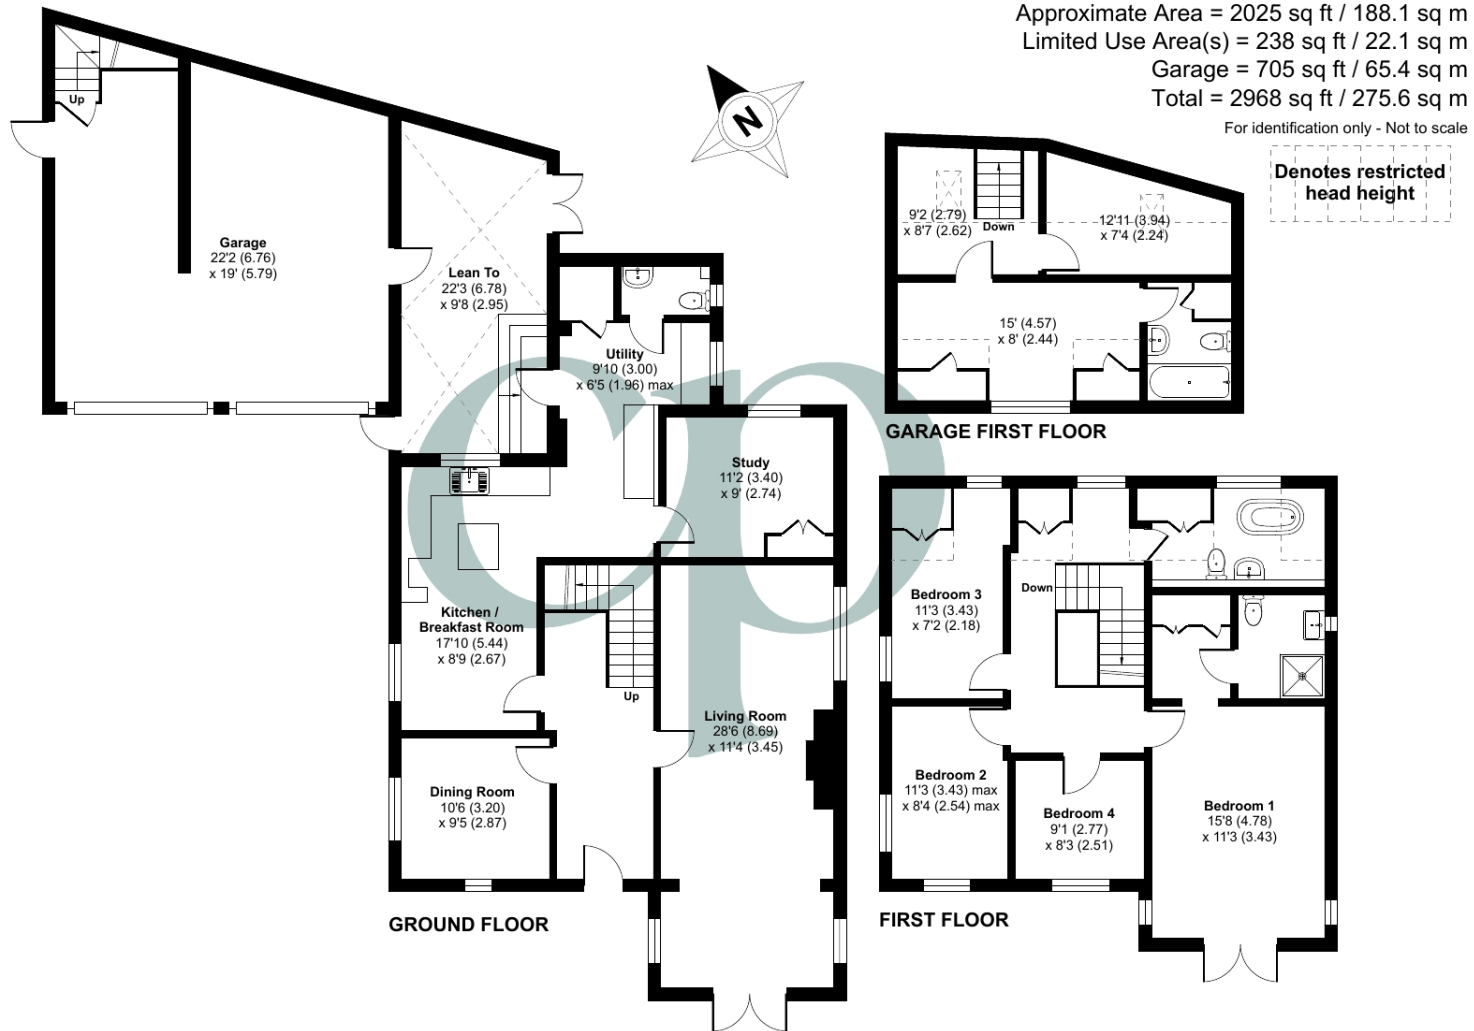 Approximate Area = 2025 sq ft / 188.1 sq m
Limited Use Area(s) = 238 sq ft / 22.1 sq m
Garage = 705 sq ft / 65.4 sq m
Total = 2968 sq ft / 275.6 sq m
For identification only - Not to scale
Denotes restricted
head height
N
Up
Garage
22'2 (6.76)
x 19' (5.79)
Lean To
22'3 (6.78)
x 9'8 (2.95)
Utility
9'10 (3.00)
x 6'5 (1.96) max
Study
11'2 (3.40)
x 9' (2.74)
Kitchen /
Breakfast Room
17'10 (5.44)
x 8'9 (2.67)
Up
Living Room
28'6 (8.69)
x 11'4 (3.45)
Dining Room
10'6 (3.20)
x 9'5 (2.87)
GROUND FLOOR
cp
9'2 (2.79)
x 8'7 (2.62)
Down
12'11 (3.94)
x 7'4 (2.24)
15' (4.57)
x 8' (2.44)
GARAGE FIRST FLOOR
Bedroom 3
11'3 (3.43)
x 7'2 (2.18)
Down
Bedroom 2
11'3 (3.43) max
x 8'4 (2.54) max
Bedroom 4
9'1 (2.77)
x 8'3 (2.51)
Bedroom 1
15'8 (4.78)
x 11'3 (3.43)
FIRST FLOOR